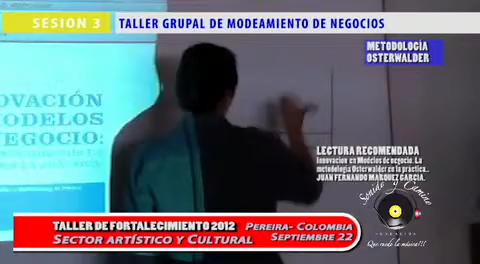 SESION 3
TALLER GRUPAL DE MODEAMIENTO DE NEGOCIOS
METODOLOGÍA
OSTERWALDER
NOVACIÓN
MODELOS
NEGOCIO:
LECTURA RECOMENDADA
Innovacion en Modelos de negocio. La
metodologia Osterwalder en la practica..
JUAN FERNANDO MARQUEZ GARCIA.
Sonido y Camino
FUNDACIÓN
Que ruede la música!!!
TALLER DE FORTALECIMIENTO 2012
SECTOR ARTÍSTICO Y CULTURAL
PEREIRA- COLOMBIA
SEPTIEMBRE 22